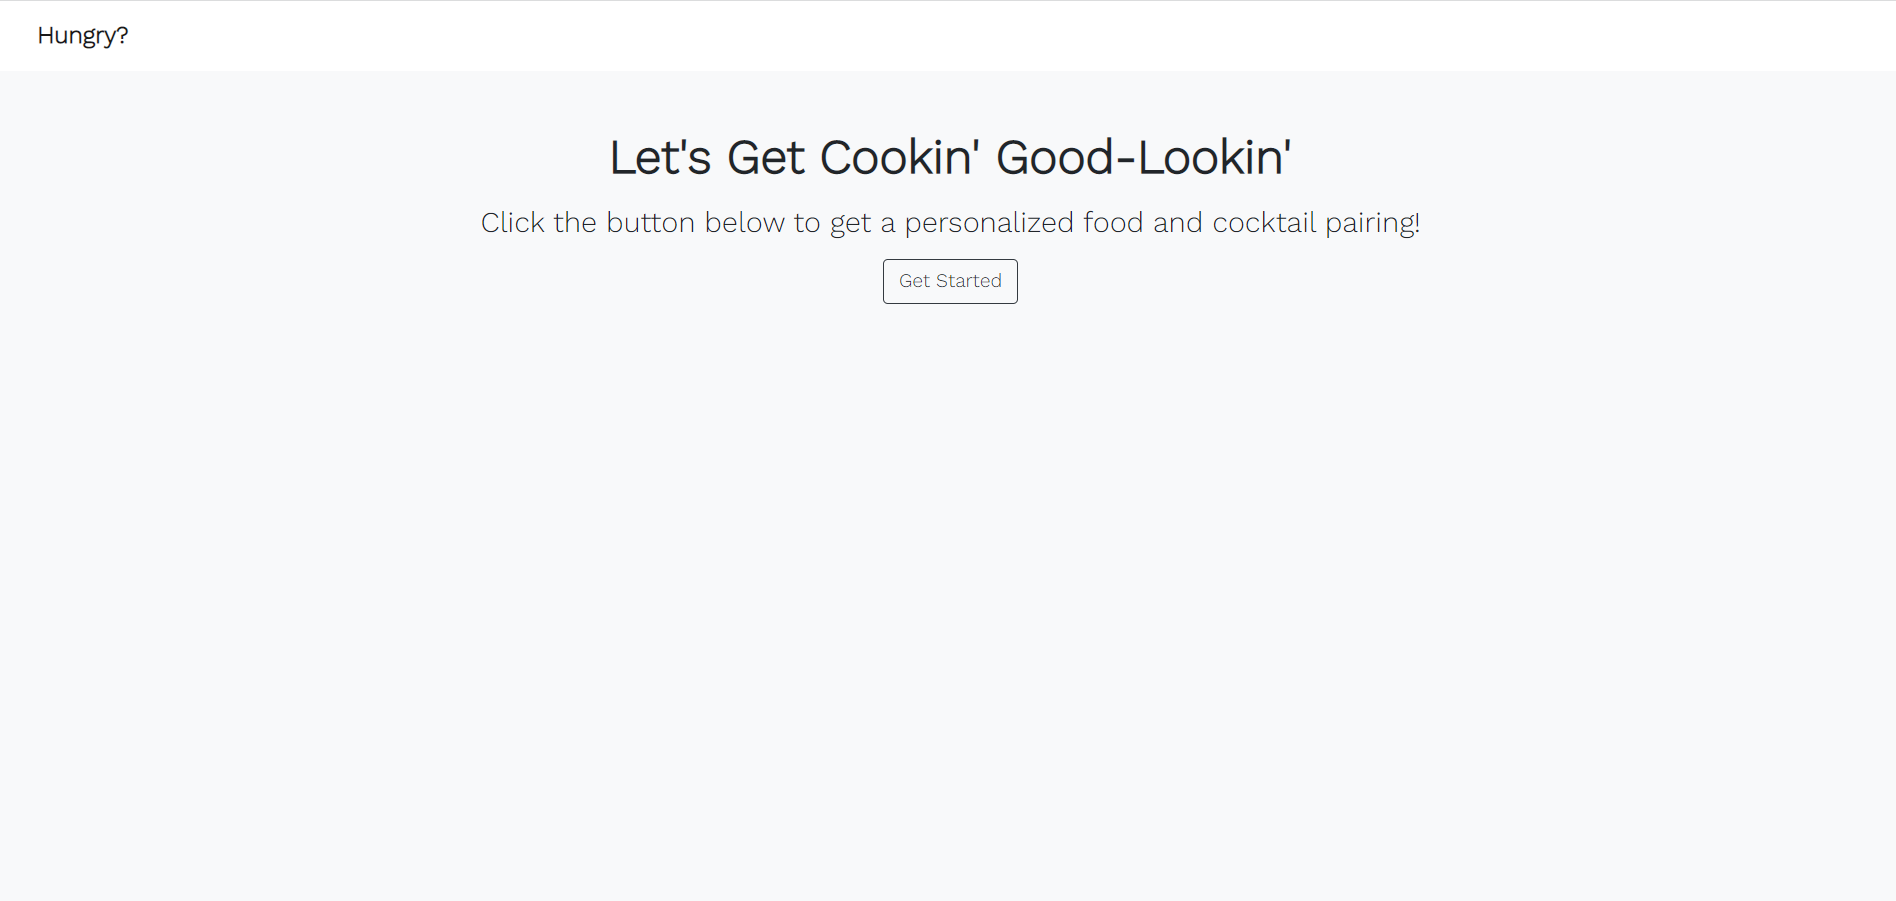 Hungry?
Let's Get Cookin' Good-Lookin'
Click the button below to get a personalized food and cocktail pairing!
Get Started